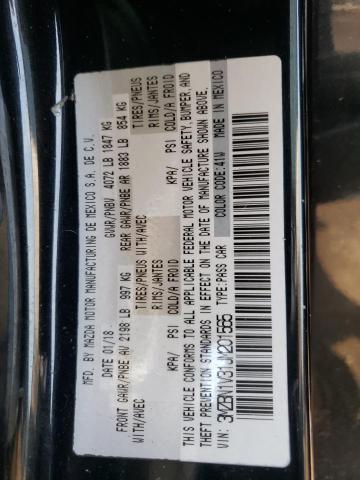 MFD. BY MAZDA MOTOR MANUFACTURING DE MEXICO S.A. DE C.V.
DATE 01/18 GVWR/PNBV 4072 LB 1847 KG
FRONT GAWR/PNBE AV 2198 LB 997 KG REAR GAWR/PNBE AR 1883 LB 854 KG
WITH/AVEC TIRES/PNEUS WITH/AVEC TIRES/PNEUS
RIMS/JANTES RIMS/JANTES
KPA/ PSI COLD/A FROID KPA/ PSI COLD/A FROID
THIS VEHICLE CONFORMS TO ALL APPLICABLE FEDERAL MOTOR VEHICLE SAFETY, BUMPER, AND
THEFT PREVENTION STANDARDS IN EFFECT ON THE DATE OF MANUFACTURE SHOWN ABOVE.
VIN: 3MZBN1V31JM201565 TYPE:PASS CAR COLOR CODE:41W MADE IN MEXICO